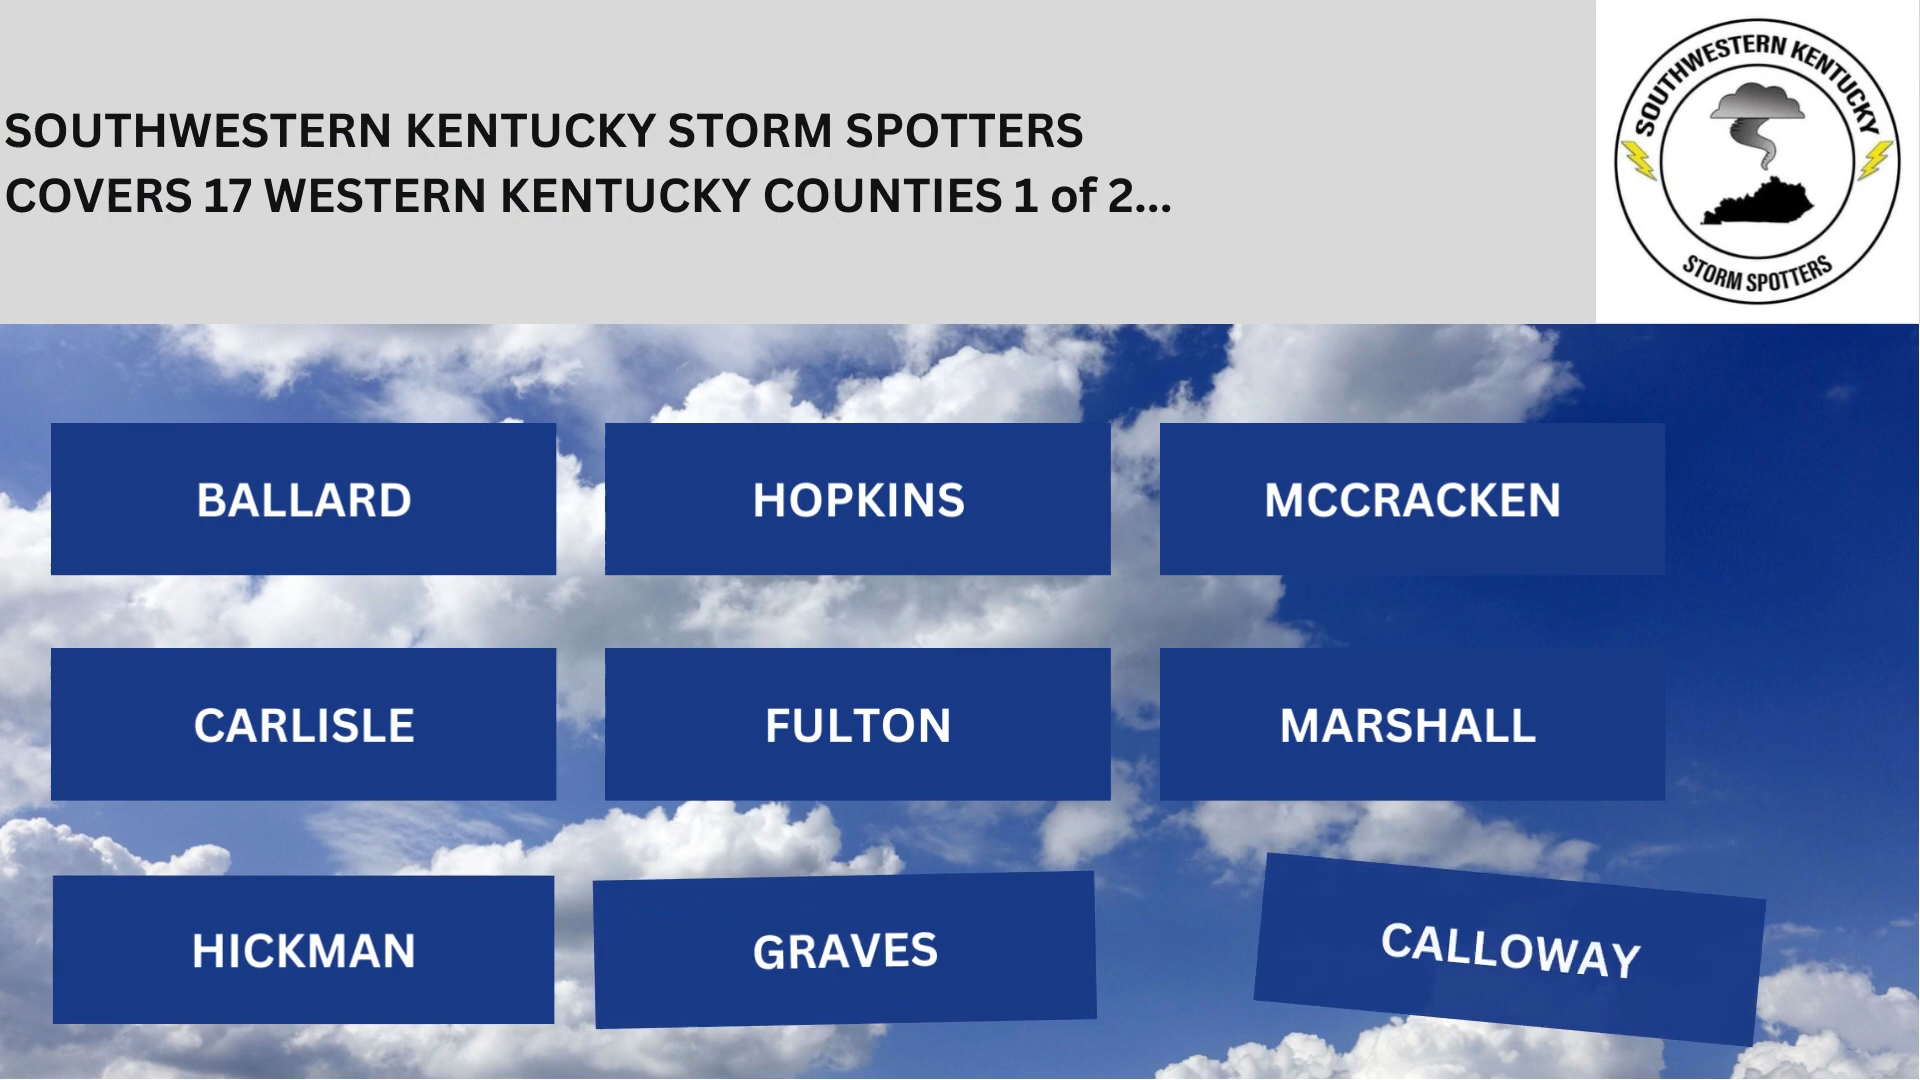 SOUTHWESTERN KENTUCKY STORM SPOTTERS
COVERS 17 WESTERN KENTUCKY COUNTIES 1 of 2...
SOUTHWESTERN KENTUCKY
STORM SPOTTERS
BALLARD
HOPKINS
MCCRACKEN
CARLISLE
FULTON
MARSHALL
HICKMAN
GRAVES
CALLOWAY